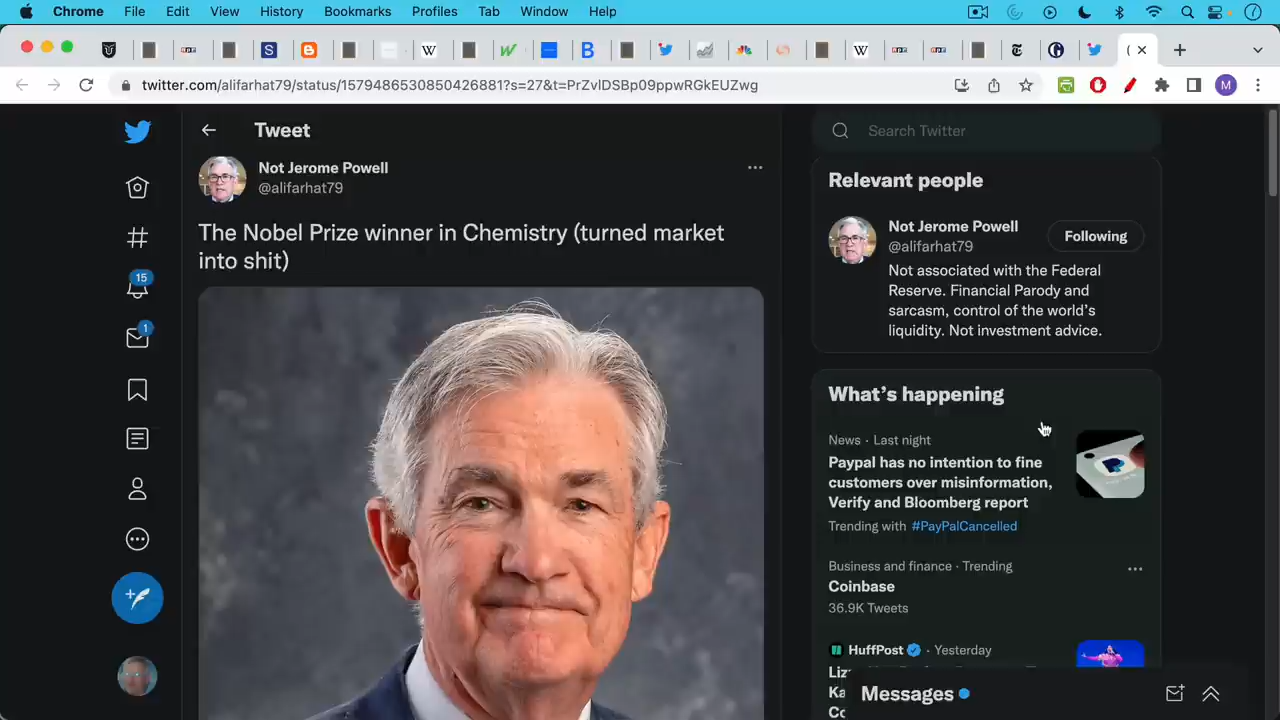 Chrome File Edit View History Bookmarks Profiles Tab Window Help
twitter.com/alifarhat79/status/1579486530850426881?s=27&t=PrZvlDSBp09ppwRGkEUZwg
M
Tweet
Not Jerome Powell
@alifarhat79
The Nobel Prize winner in Chemistry (turned market
into shit)
15
1
Search Twitter
Relevant people
Not Jerome Powell
@alifarhat79
Following
Not associated with the Federal
Reserve. Financial Parody and
sarcasm, control of the world's
liquidity. Not investment advice.
What's happening
News · Last night
Paypal has no intention to fine
customers over misinformation,
Verify and Bloomberg report
Trending with #PayPalCancelled
Business and finance · Trending
Coinbase
36.9K Tweets
HuffPost · Yesterday
Messages